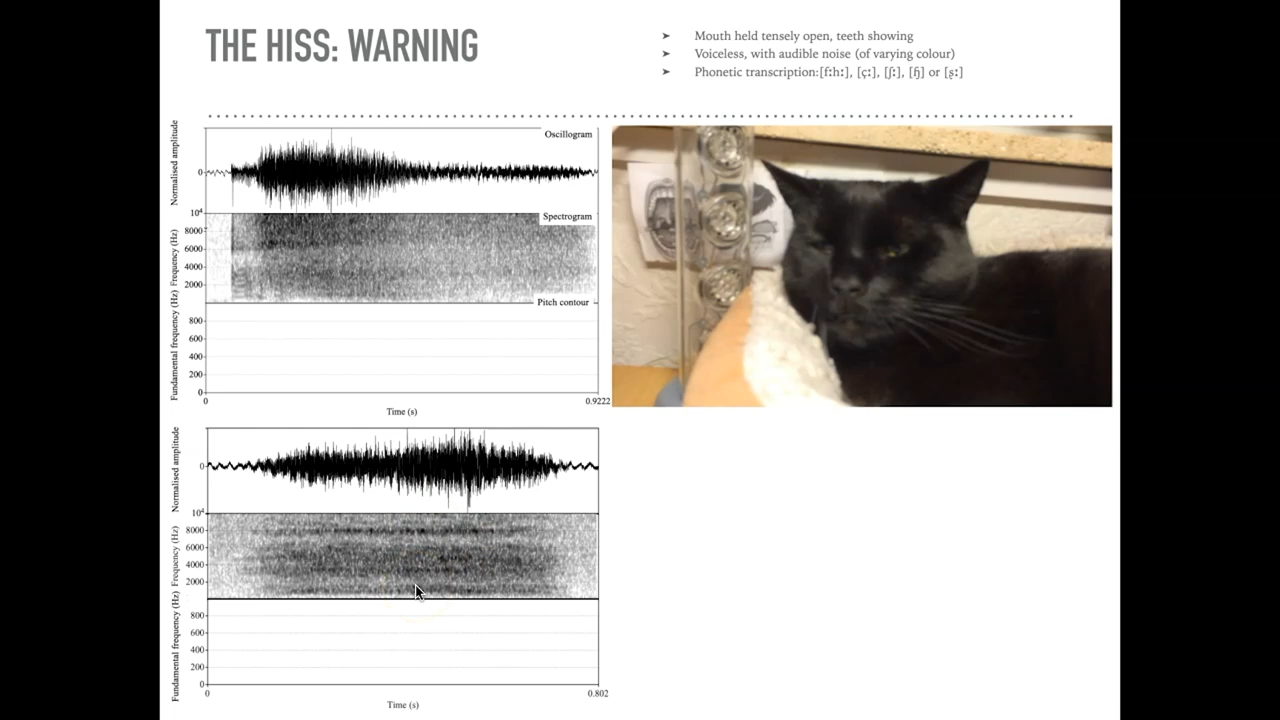 THE HISS: WARNING
➤ Mouth held tensely open, teeth showing
➤ Voiceless, with audible noise (of varying colour)
➤ Phonetic transcription:[fːhː], [çː], [ʃː], [ɧ] or [ʂː]
Normalised amplitude
0
Oscillogram
Frequency (Hz)
10⁴
8000
6000
4000
2000
Spectrogram
Fundamental frequency (Hz)
800
600
400
200
0
Pitch contour
0
0.9222
Time (s)
Normalised amplitude
0
Frequency (Hz)
10⁴
8000
6000
4000
2000
Fundamental frequency (Hz)
800
600
400
200
0
0
0.802
Time (s)